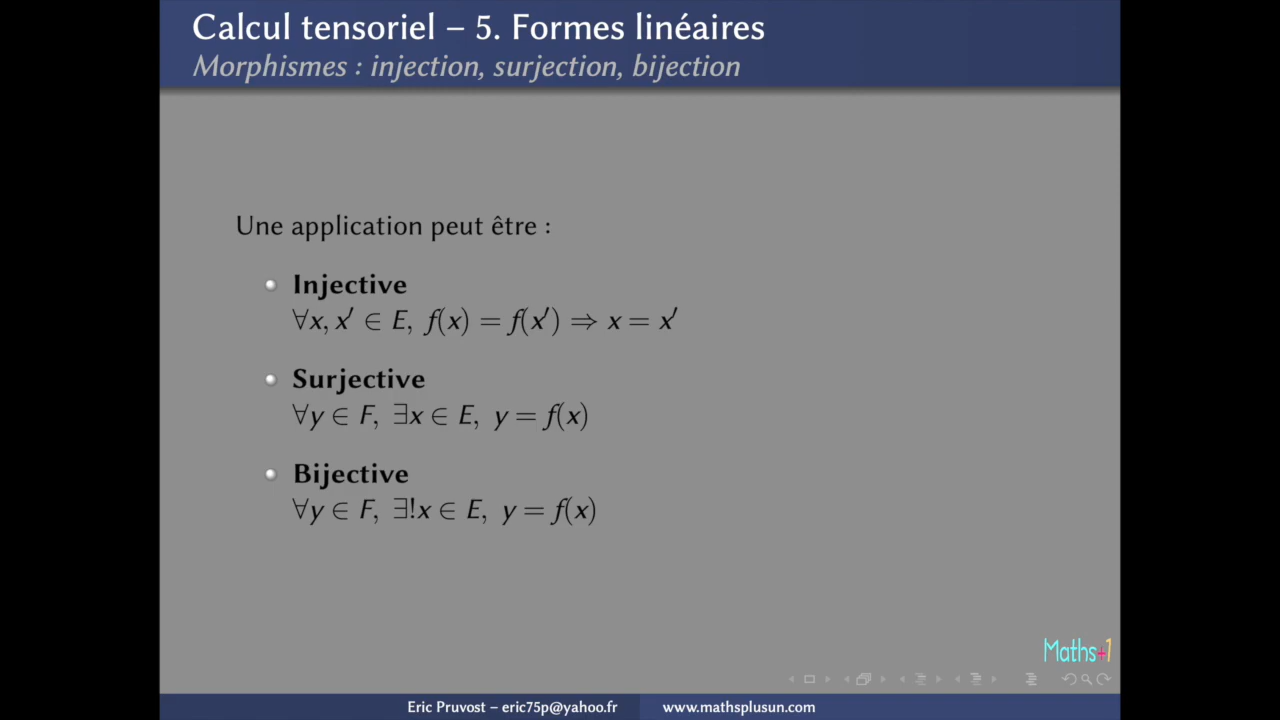 Calcul tensoriel – 5. Formes linéaires
Morphismes : injection, surjection, bijection
Une application peut être :
Injective
∀x, x′ ∈ E, f(x) = f(x′) ⇒ x = x′
Surjective
∀y ∈ F, ∃x ∈ E, y = f(x)
Bijective
∀y ∈ F, ∃!x ∈ E, y = f(x)
Maths+1
Eric Pruvost – eric75p@yahoo.fr www.mathsplusun.com